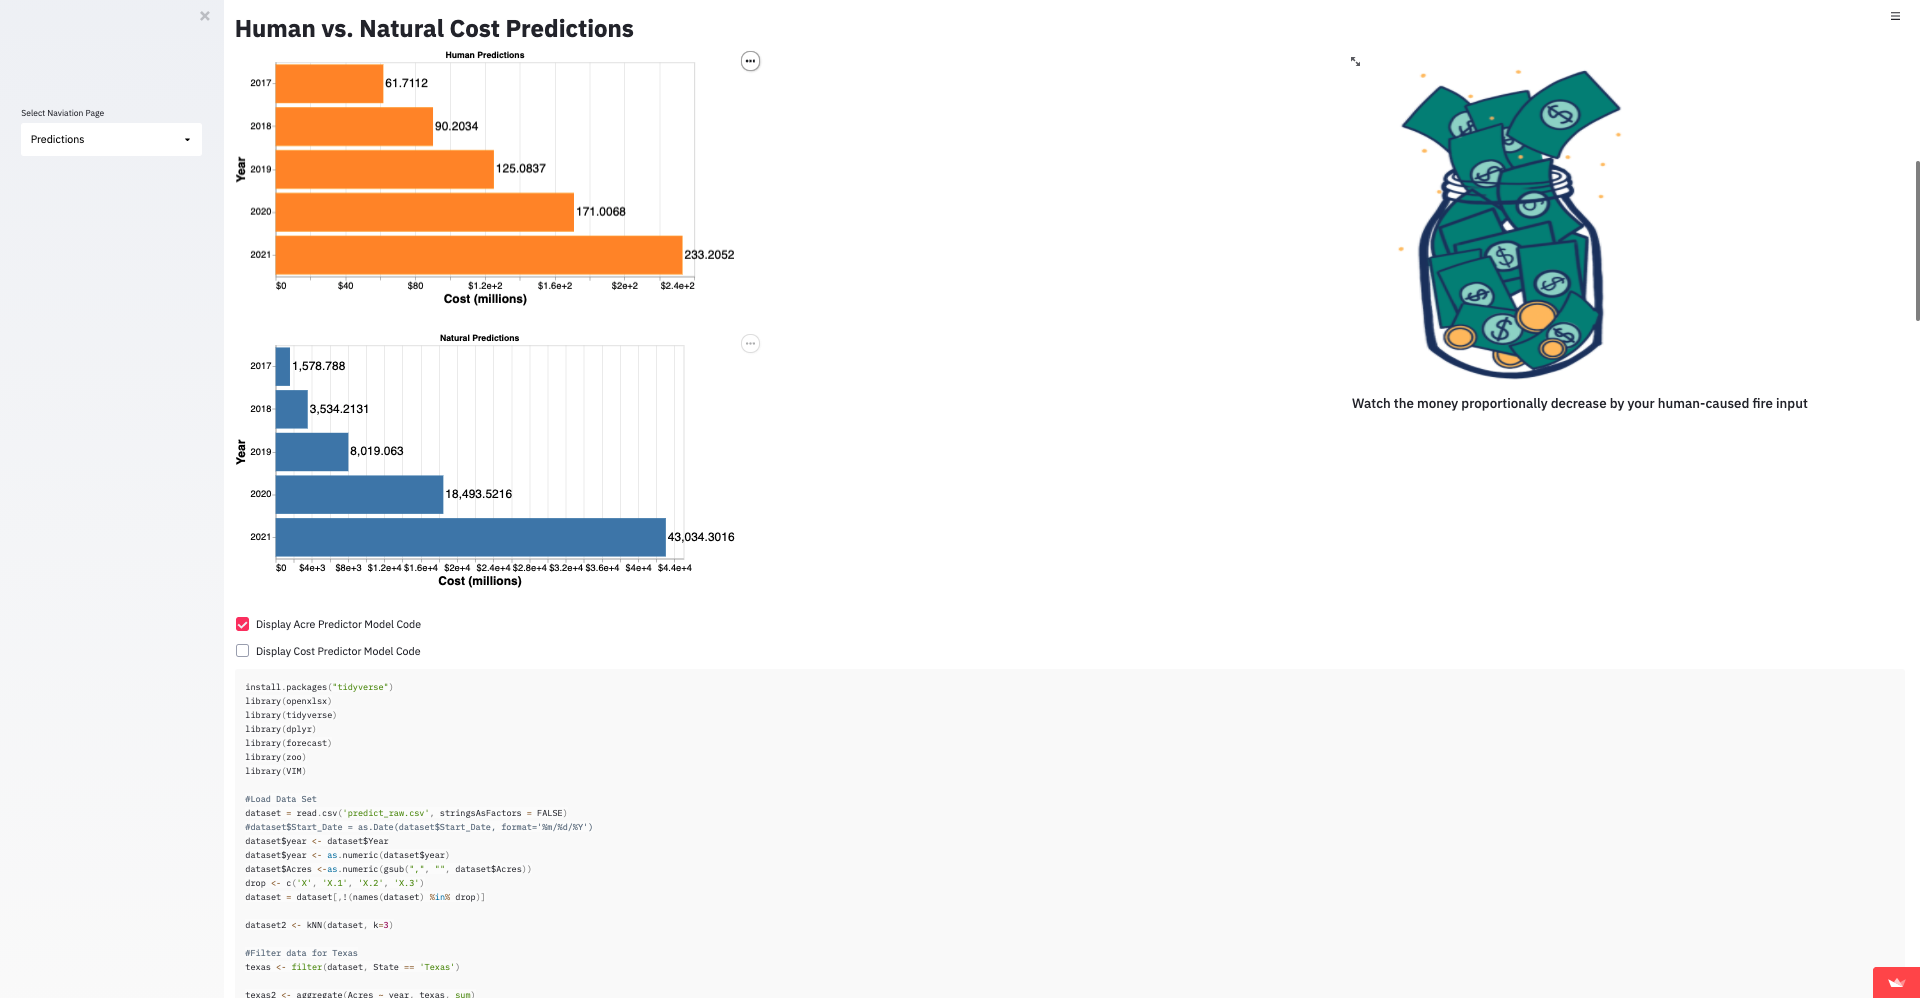 Human vs. Natural Cost Predictions
Select Naviation Page
Predictions
Human Predictions
Year
2017
61.7112
2018
90.2034
2019
125.0837
2020
171.0068
2021
233.2052
$0 $40 $80 $1.2e+2 $1.6e+2 $2e+2 $2.4e+2
Cost (millions)
Natural Predictions
Year
2017
1,578.788
2018
3,534.2131
2019
8,019.063
2020
18,493.5216
2021
43,034.3016
$0 $4e+3 $8e+3 $1.2e+4 $1.6e+4 $2e+4 $2.4e+4 $2.8e+4 $3.2e+4 $3.6e+4 $4e+4 $4.4e+4
Cost (millions)
Watch the money proportionally decrease by your human-caused fire input
Display Acre Predictor Model Code
Display Cost Predictor Model Code
install.packages("tidyverse")
library(openxlsx)
library(tidyverse)
library(dplyr)
library(forecast)
library(zoo)
library(VIM)
#Load Data Set
dataset = read.csv('predict_raw.csv', stringsAsFactors = FALSE)
#dataset$Start_Date = as.Date(dataset$Start_Date, format='%m/%d/%Y')
dataset$year <- dataset$Year
dataset$year <- as.numeric(dataset$year)
dataset$Acres <-as.numeric(gsub(",", "", dataset$Acres))
drop <- c('X', 'X.1', 'X.2', 'X.3')
dataset = dataset[,!(names(dataset) %in% drop)]
dataset2 <- kNN(dataset, k=3)
#Filter data for Texas
texas <- filter(dataset, State == 'Texas')
texas2 <- aggregate(Acres ~ year, texas, sum)